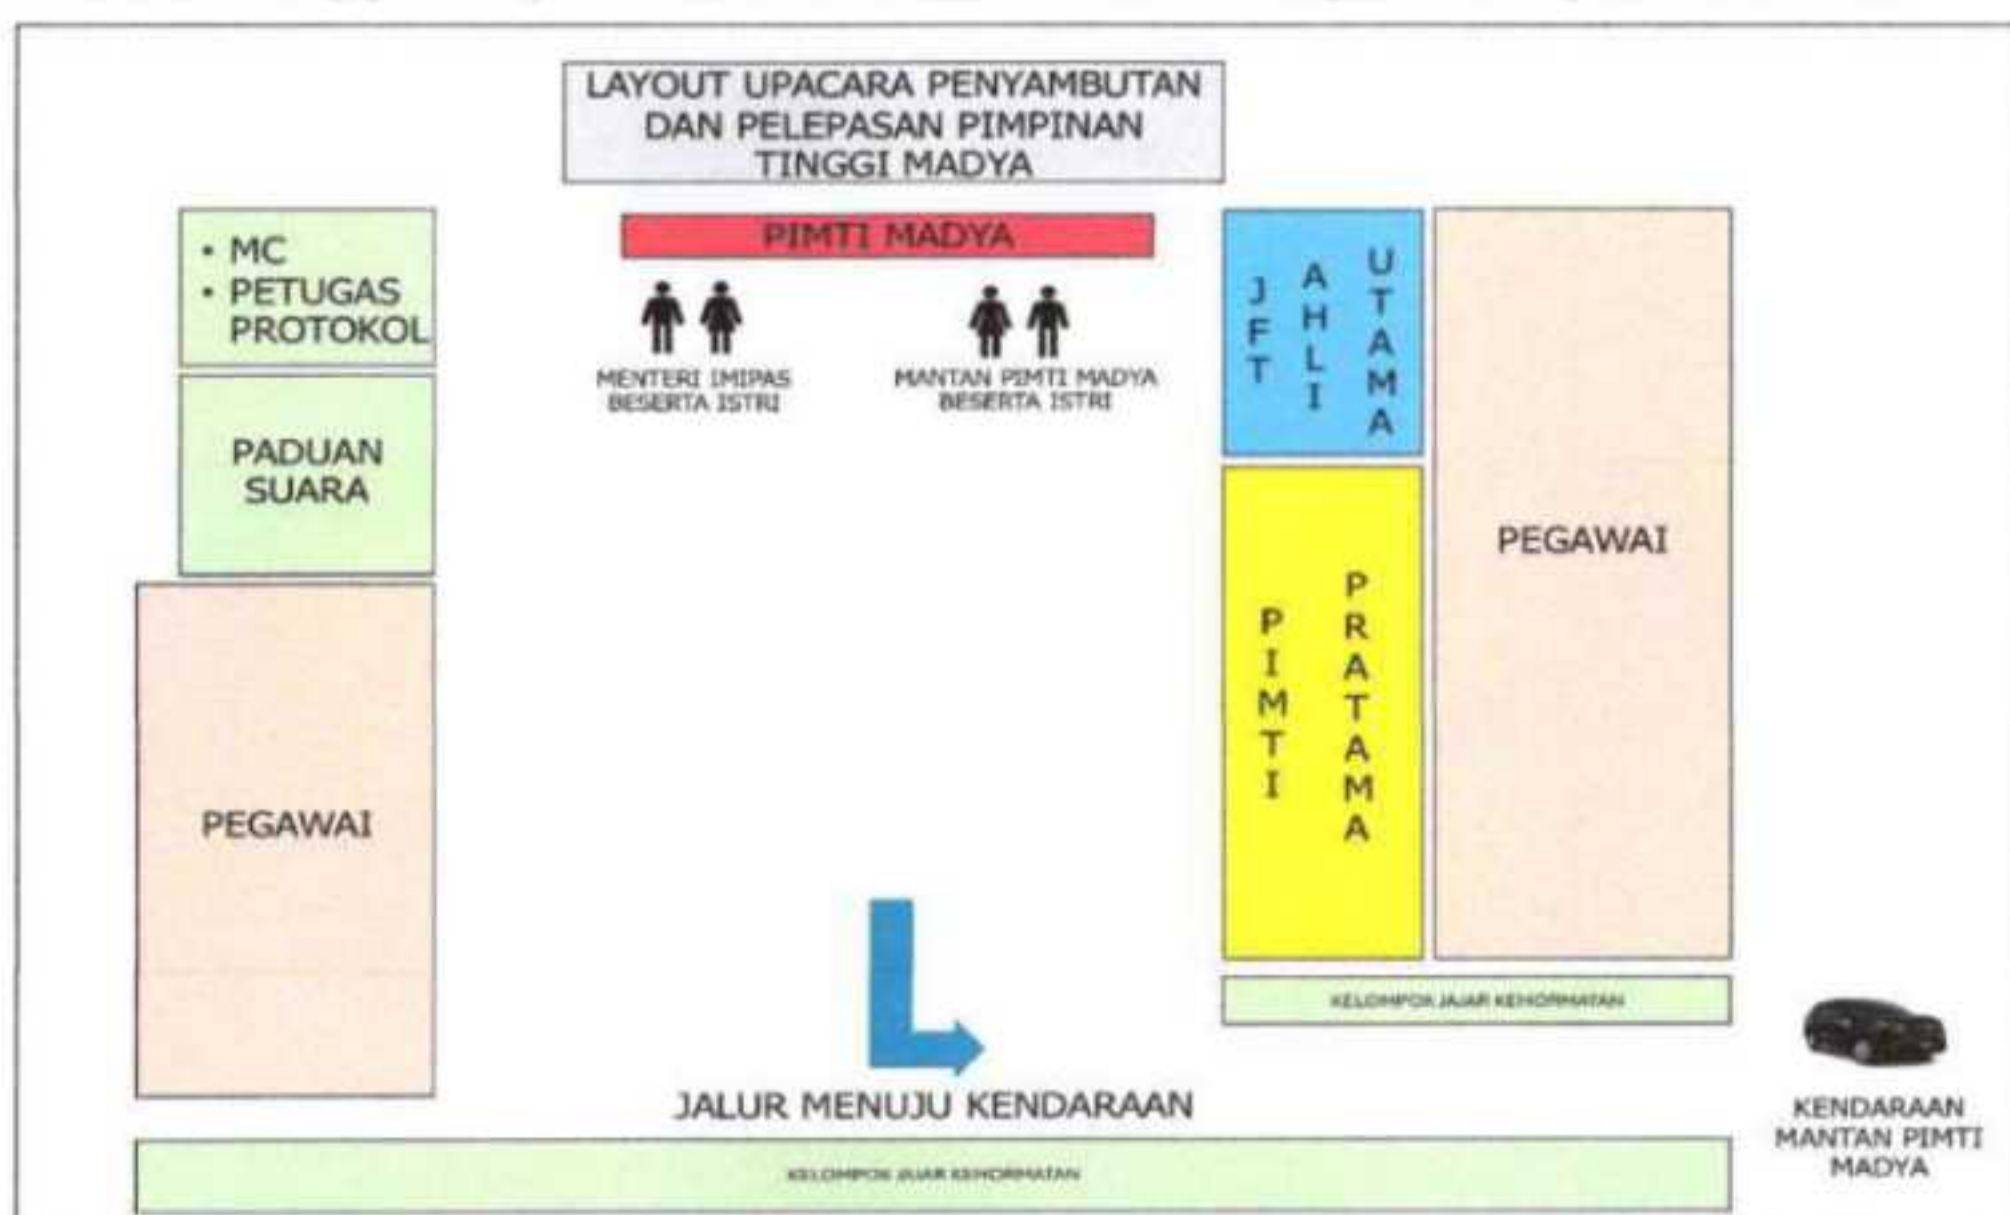 LAYOUT UPACARA PENYAMBUTAN
DAN PELEPASAN PIMPINAN
TINGGI MADYA
• MC
• PETUGAS
PROTOKOL
PADUAN
SUARA
PEGAWAI
PIMTI MADYA
MENTERI IMIPAS
BESERTA ISTRI
MANTAN PIMTI MADYA
BESERTA ISTRI
JFT
AHLI
UTAMA
PIMTI
PRATAMA
PEGAWAI
KELOMPOK JAJAR KEHORMATAN
JALUR MENUJU KENDARAAN
KENDARAAN
MANTAN PIMTI
MADYA
KELOMPOK JAJAR KEHORMATAN